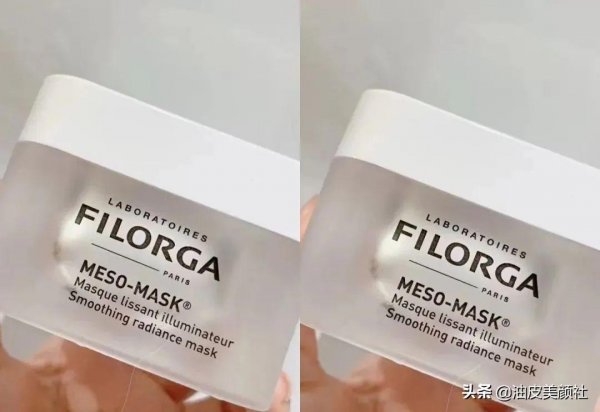 LABORATOIRES
FILORGA
PARIS
MESO-MASK®
Masque lissant illuminateur
Smoothing radiance mask
LABORATOIRES
FILORGA
PARIS
MESO-MASK®
Masque lissant illuminateur
Smoothing radiance mask
头条 @油皮美颜社